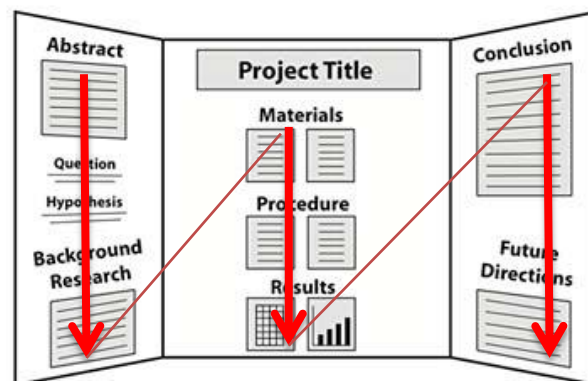 Abstract
Question
Hypothesis
Background
Research
Project Title
Materials
Procedure
Results
Conclusion
Future
Directions